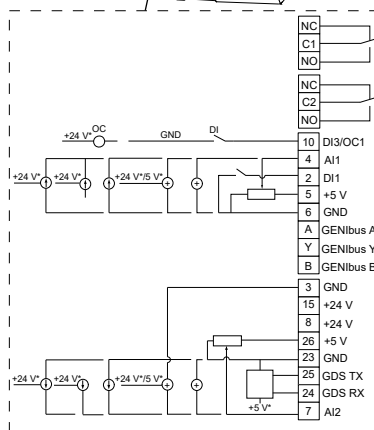 NC
C1
NO
NC
C2
NO
+24 V* OC GND DI 10 DI3/OC1
4 AI1
+24 V* +24 V* +24 V*/5 V* 2 DI1
5 +5 V
6 GND
A GENIbus A
Y GENIbus Y
B GENIbus B
3 GND
15 +24 V
8 +24 V
26 +5 V
23 GND
+24 V* +24 V* +24 V*/5 V* 25 GDS TX
24 GDS RX
+5 V* 7 AI2